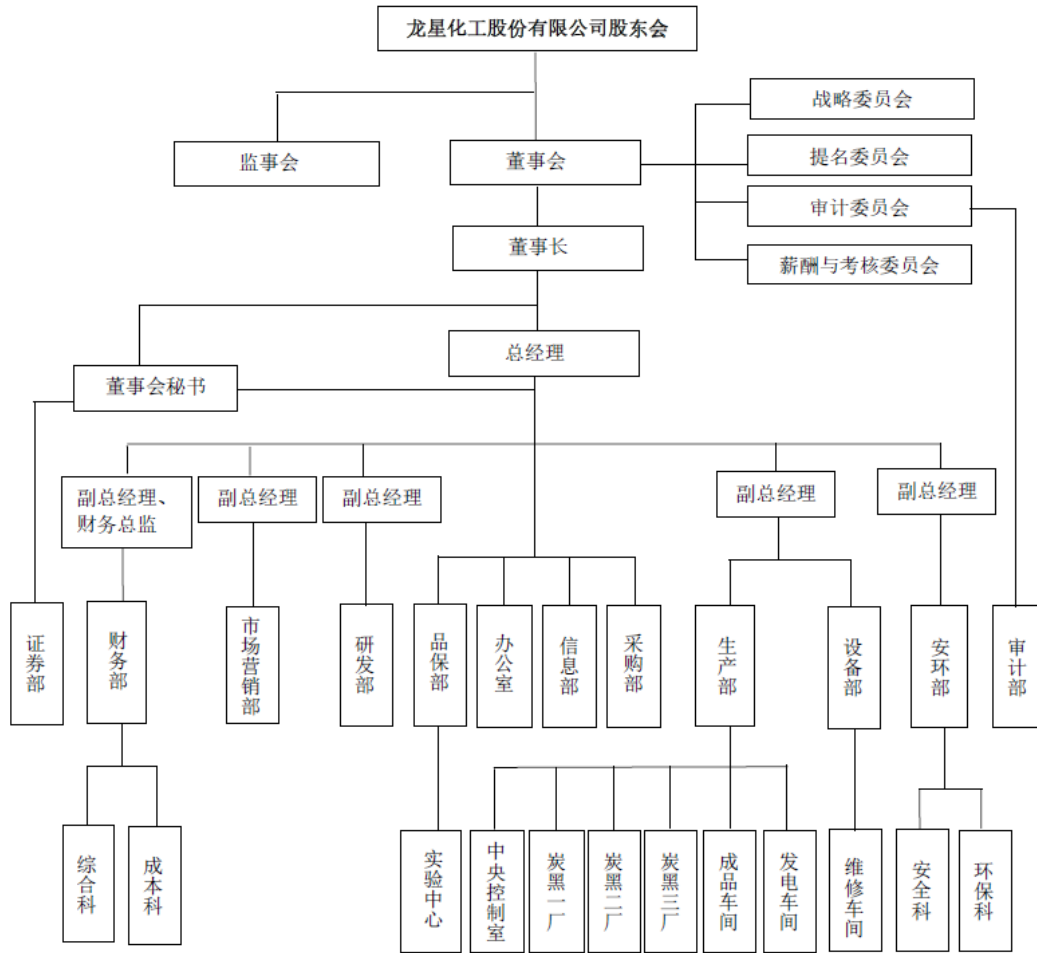 龙星化工股份有限公司股东会
战略委员会
监事会
董事会
提名委员会
审计委员会
董事长
薪酬与考核委员会
总经理
董事会秘书
副总经理、
财务总监
副总经理
副总经理
副总经理
副总经理
证券部
财务部
市场营销部
研发部
品保部
办公室
信息部
采购部
生产部
设备部
安环部
审计部
综合科
成本科
实验中心
中央控制室
炭黑一厂
炭黑二厂
炭黑三厂
成品车间
发电车间
维修车间
安全科
环保科